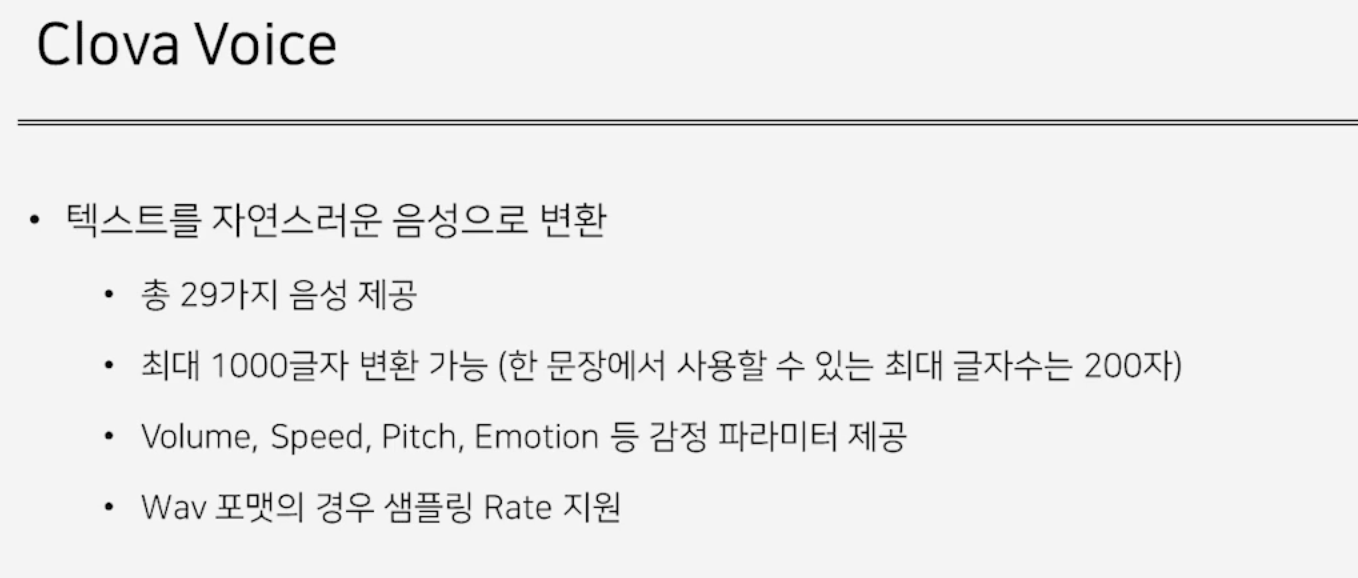 Clova Voice
• 텍스트를 자연스러운 음성으로 변환
• 총 29가지 음성 제공
• 최대 1000글자 변환 가능 (한 문장에서 사용할 수 있는 최대 글자수는 200자)
• Volume, Speed, Pitch, Emotion 등 감정 파라미터 제공
• Wav 포맷의 경우 샘플링 Rate 지원